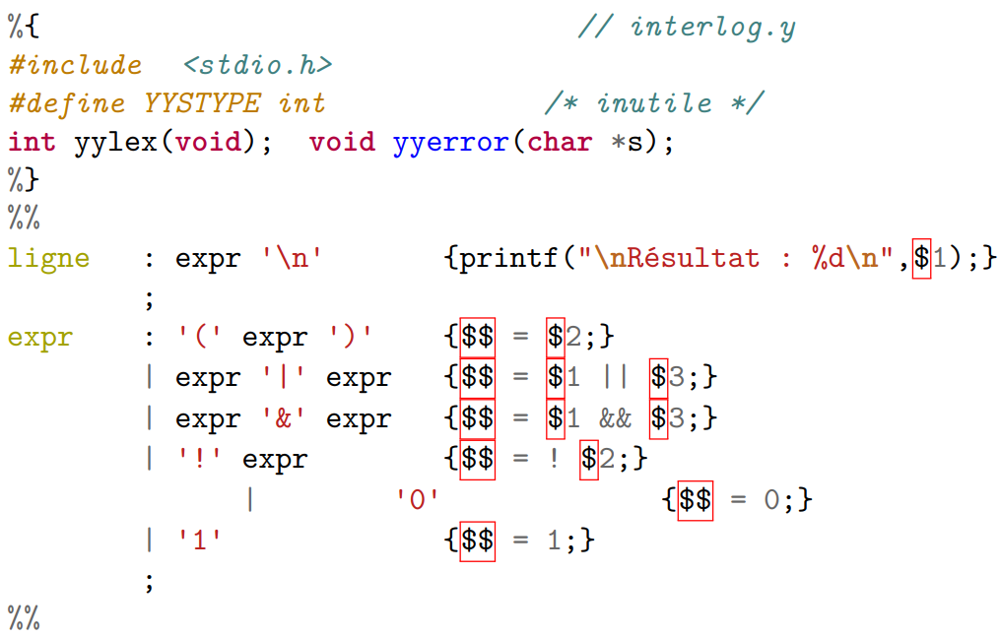 %{                                 // interlog.y
#include  <stdio.h>
#define YYSTYPE int             /* inutile */
int yylex(void);  void yyerror(char *s);
%}
%%
ligne   : expr '\n'       {printf("\nRésultat : %d\n",$1);}
        ;
expr    : '(' expr ')'    {$$ = $2;}
        | expr '|' expr   {$$ = $1 || $3;}
        | expr '&' expr   {$$ = $1 && $3;}
        | '!' expr        {$$ = ! $2;}
              |        '0'             {$$ = 0;}
        | '1'             {$$ = 1;}
        ;
%%